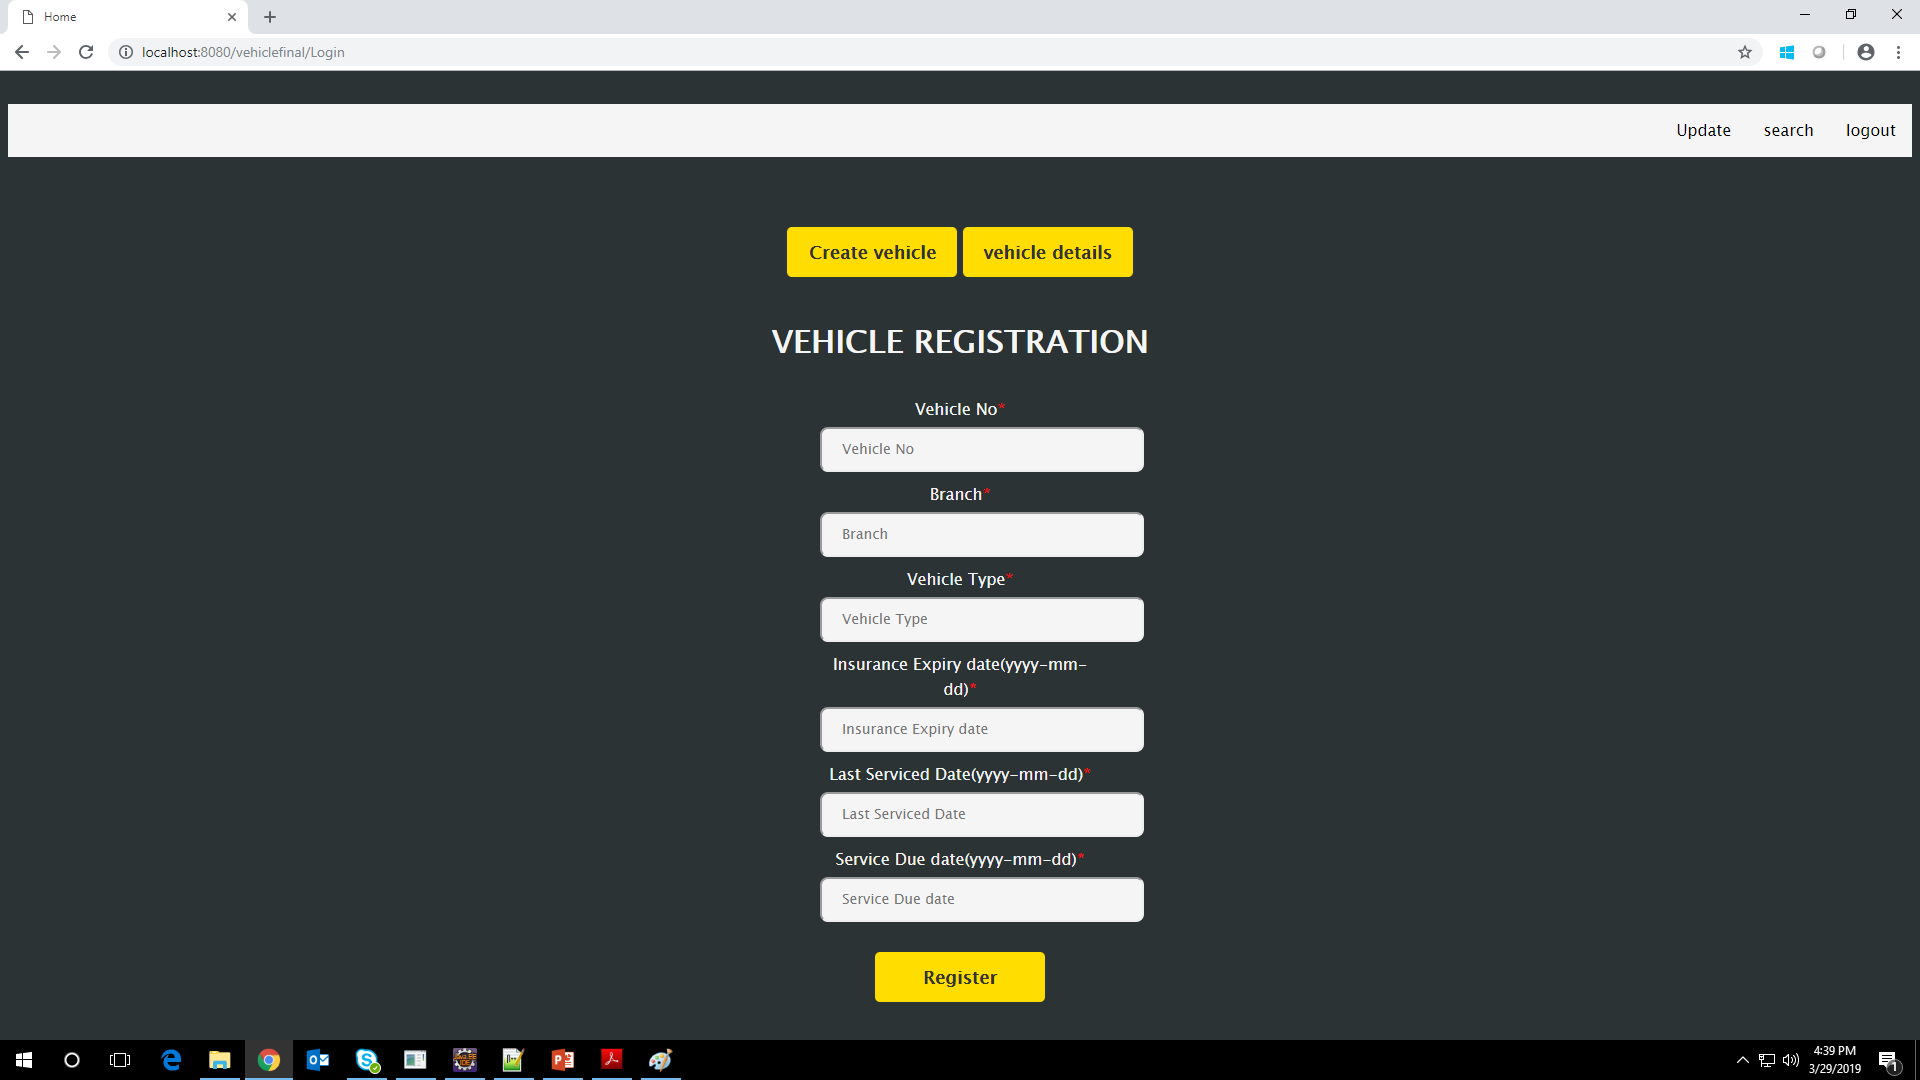 Home
localhost:8080/vehiclefinal/Login
Update search logout
Create vehicle vehicle details
VEHICLE REGISTRATION
Vehicle No*
Vehicle No
Branch*
Branch
Vehicle Type*
Vehicle Type
Insurance Expiry date(yyyy-mm-
dd)*
Insurance Expiry date
Last Serviced Date(yyyy-mm-dd)*
Last Serviced Date
Service Due date(yyyy-mm-dd)*
Service Due date
Register
4:39 PM
3/29/2019
1